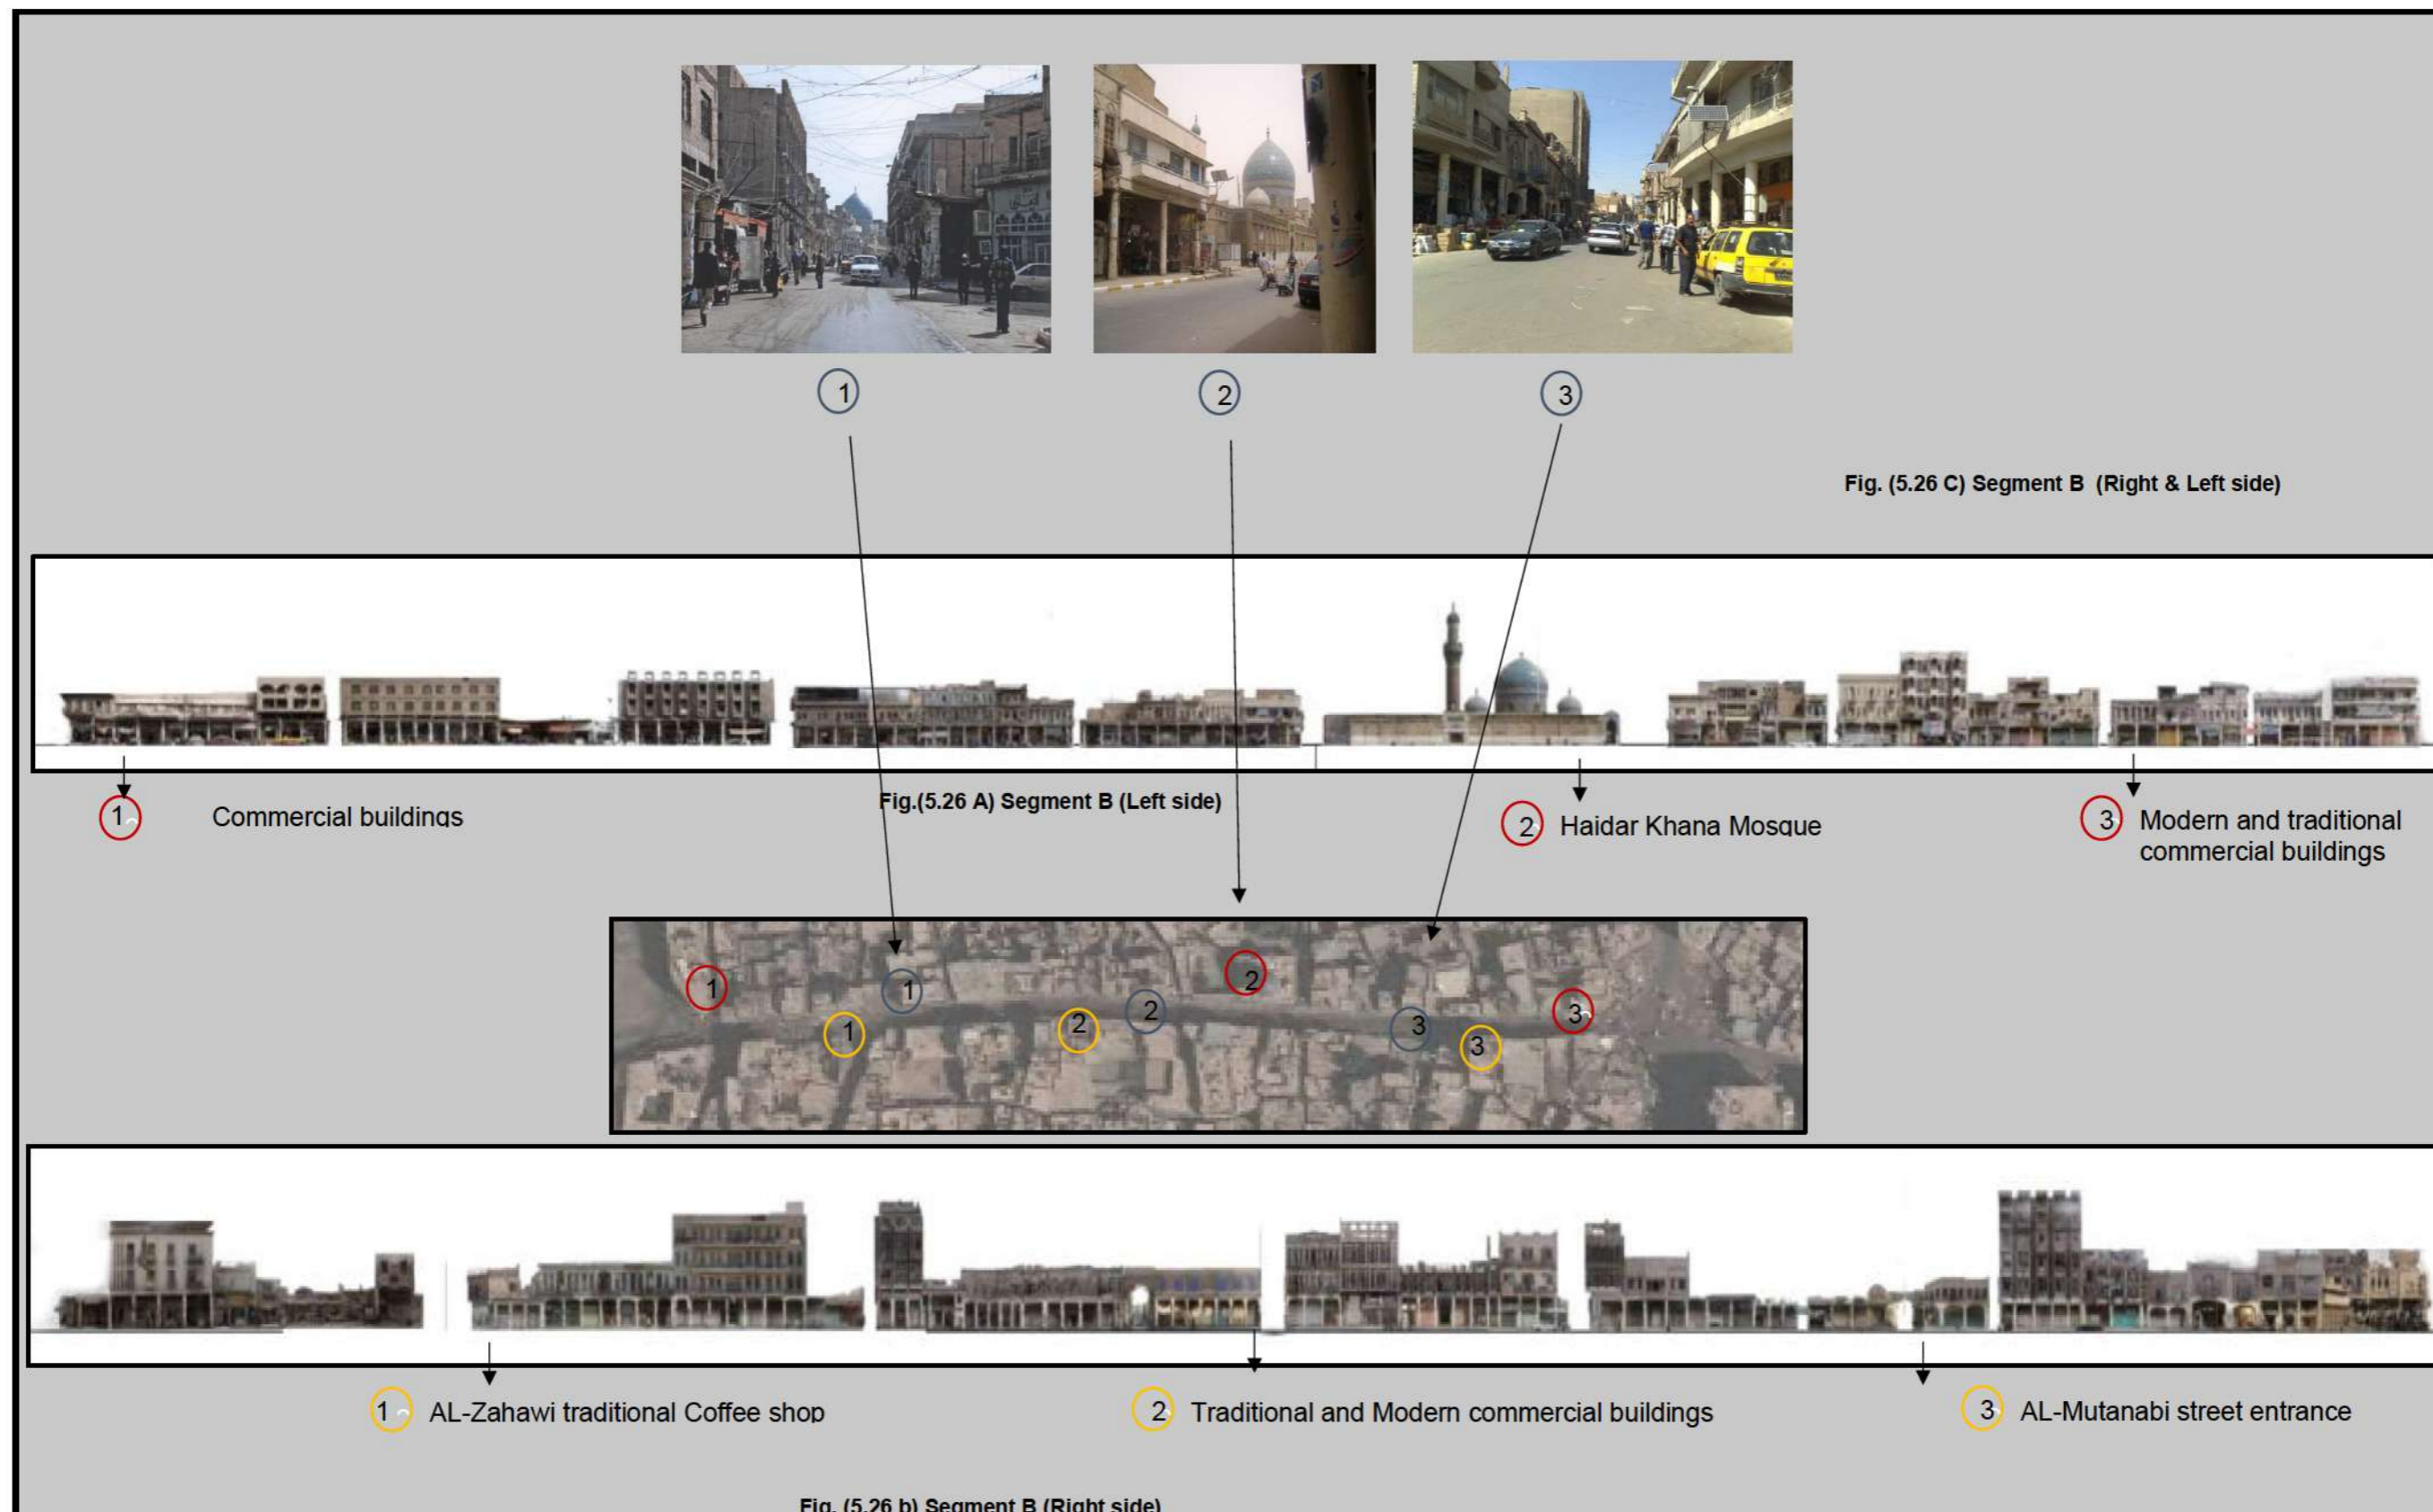 1
2
3
Fig. (5.26 C) Segment B (Right & Left side)
1
Commercial buildings
Fig.(5.26 A) Segment B (Left side)
2
Haidar Khana Mosque
3
Modern and traditional
commercial buildings
1
1
1
2
2
2
3
3
3
1
AL-Zahawi traditional Coffee shop
2
Traditional and Modern commercial buildings
3
AL-Mutanabi street entrance
Fig. (5.26 b) Segment B (Right side)